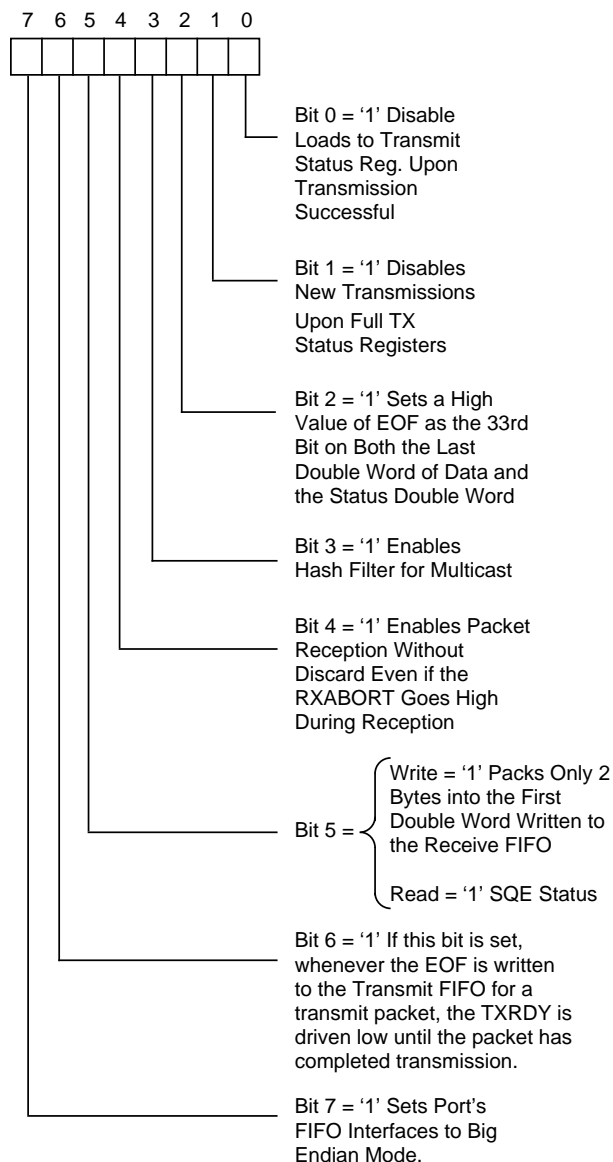 7 6 5 4 3 2 1 0
Bit 0 = ‘1’ Disable
Loads to Transmit
Status Reg. Upon
Transmission
Successful
Bit 1 = ‘1’ Disables
New Transmissions
Upon Full TX
Status Registers
Bit 2 = ‘1’ Sets a High
Value of EOF as the 33rd
Bit on Both the Last
Double Word of Data and
the Status Double Word
Bit 3 = ‘1’ Enables
Hash Filter for Multicast
Bit 4 = ‘1’ Enables Packet
Reception Without
Discard Even if the
RXABORT Goes High
During Reception
Bit 5 =
Write = ‘1’ Packs Only 2
Bytes into the First
Double Word Written to
the Receive FIFO
Read = ‘1’ SQE Status
Bit 6 = ‘1’ If this bit is set,
whenever the EOF is written
to the Transmit FIFO for a
transmit packet, the TXRDY is
driven low until the packet has
completed transmission.
Bit 7 = ‘1’ Sets Port’s
FIFO Interfaces to Big
Endian Mode.